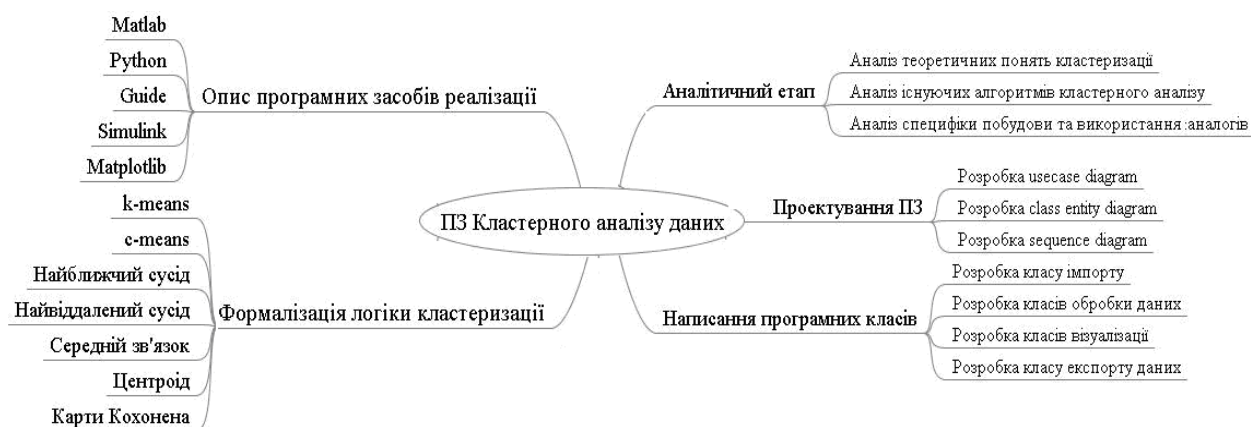 Matlab
Python
Guide
Simulink
Matplotlib
Опис програмних засобів реалізації
k-means
c-means
Найближчий сусід
Найвіддалений сусід
Середній зв'язок
Центроїд
Карти Кохонена
Формалізація логіки кластеризації
ПЗ Кластерного аналізу даних
Аналітичний етап
Аналіз теоретичних понять кластеризації
Аналіз існуючих алгоритмів кластерного аналізу
Аналіз специфіки побудови та використання :аналогів
Проектування ПЗ
Розробка usecase diagram
Розробка class entity diagram
Розробка sequence diagram
Написання програмних класів
Розробка класу імпорту
Розробка класів обробки даних
Розробка класів візуалізації
Розробка класу експорту даних